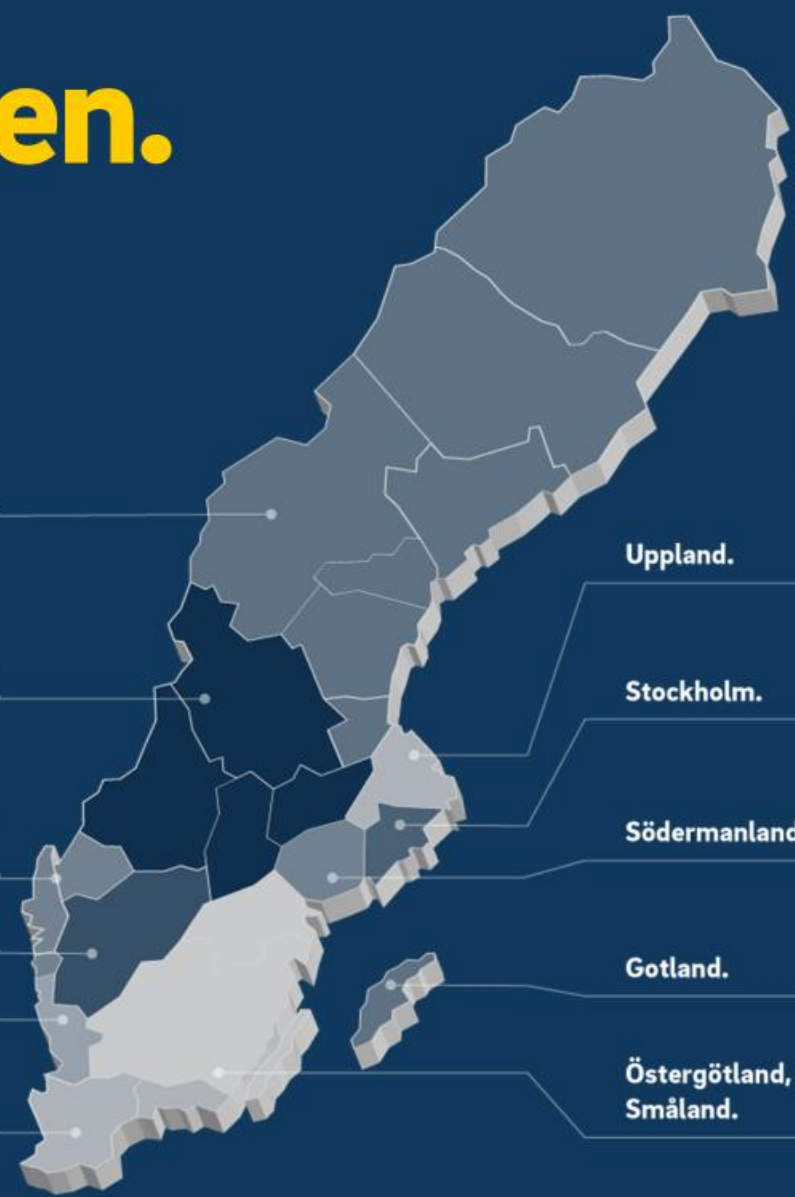 en.
Uppland.
Stockholm.
Södermanland
Gotland.
Östergötland,
Småland.